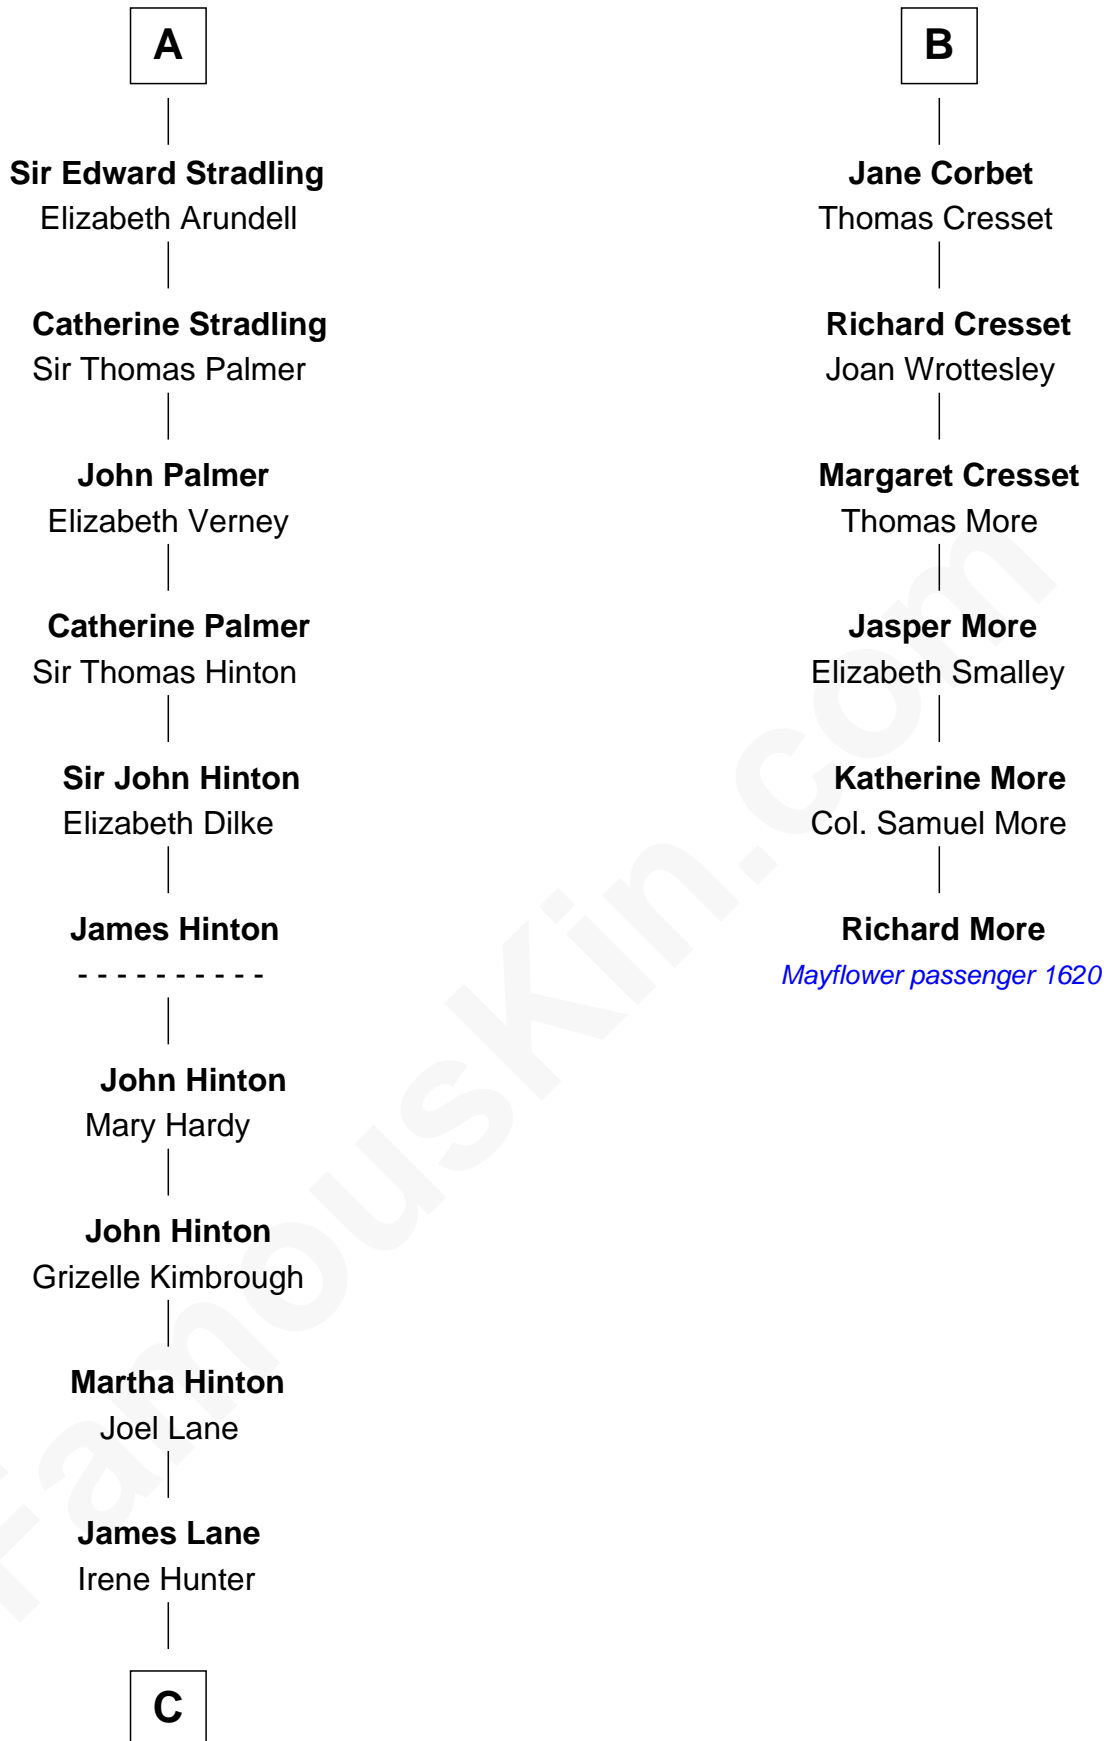 A
Sir Edward Stradling
Elizabeth Arundell
Catherine Stradling
Sir Thomas Palmer
John Palmer
Elizabeth Verney
Catherine Palmer
Sir Thomas Hinton
Sir John Hinton
Elizabeth Dilke
James Hinton
- - - - - - - - - -
John Hinton
Mary Hardy
John Hinton
Grizelle Kimbrough
Martha Hinton
Joel Lane
James Lane
Irene Hunter
C
B
Jane Corbet
Thomas Cresset
Richard Cresset
Joan Wrottesley
Margaret Cresset
Thomas More
Jasper More
Elizabeth Smalley
Katherine More
Col. Samuel More
Richard More
Mayflower passenger 1620
FamousKin.com